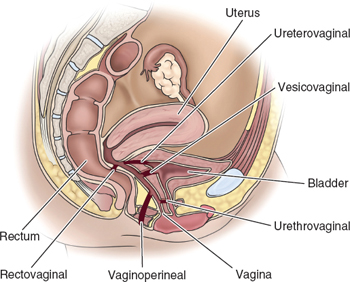 Uterus
Ureterovaginal
Vesicovaginal
Bladder
Urethrovaginal
Rectum
Rectovaginal
Vaginoperineal
Vagina